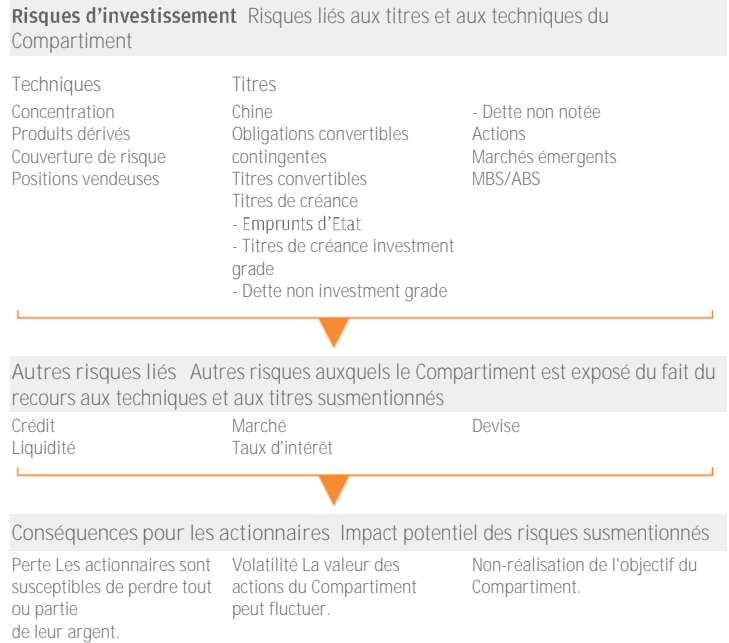 Risques d'investissement Risques liés aux titres et aux techniques du
Compartiment
Techniques
Concentration
Produits dérivés
Couverture de risque
Positions vendeuses
Titres
Chine
Obligations convertibles
contingentes
Titres convertibles
Titres de créance
- Emprunts d'Etat
- Titres de créance investment
grade
- Dette non investment grade
- Dette non notée
Actions
Marchés émergents
MBS/ABS
Autres risques liés Autres risques auxquels le Compartiment est exposé du fait du
recours aux techniques et aux titres susmentionnés
Crédit
Liquidité
Marché
Taux d'intérêt
Devise
Conséquences pour les actionnaires Impact potentiel des risques susmentionnés
Perte Les actionnaires sont
susceptibles de perdre tout
ou partie
de leur argent.
Volatilité La valeur des
actions du Compartiment
peut fluctuer.
Non-réalisation de l'objectif du
Compartiment.